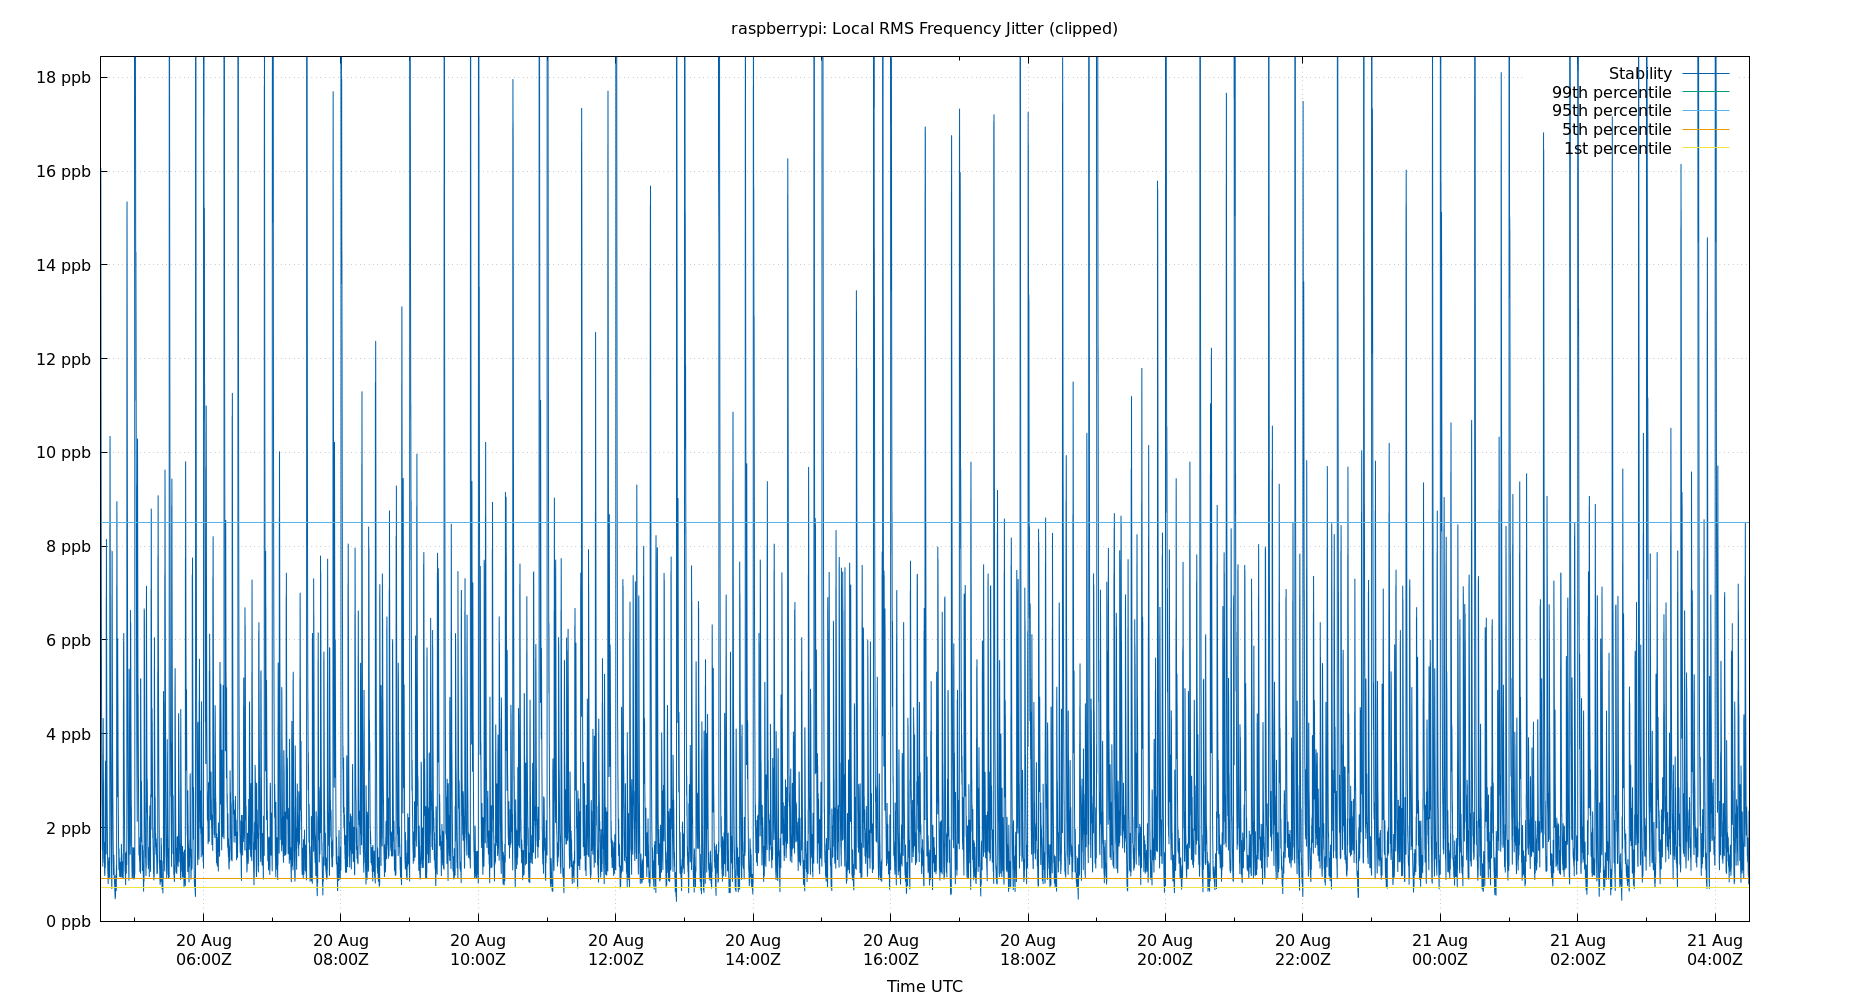 raspberrypi: Local RMS Frequency Jitter (clipped)
18 ppb
16 ppb
14 ppb
12 ppb
10 ppb
8 ppb
6 ppb
4 ppb
2 ppb
0 ppb
Stability
99th percentile
95th percentile
5th percentile
1st percentile
20 Aug 20 Aug 20 Aug 20 Aug 20 Aug 20 Aug 20 Aug 20 Aug 20 Aug 21 Aug 21 Aug 21 Aug
06:00Z 08:00Z 10:00Z 12:00Z 14:00Z 16:00Z 18:00Z 20:00Z 22:00Z 00:00Z 02:00Z 04:00Z
Time UTC